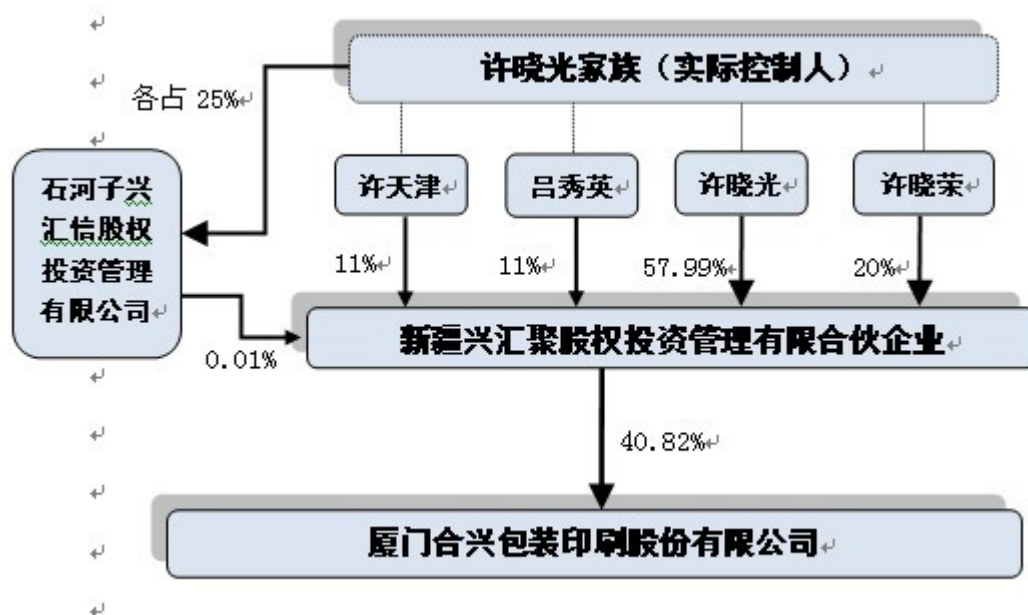 许晓光家族（实际控制人）
各占 25%
石河子兴
汇信股权
投资管理
有限公司
许天津
吕秀英
许晓光
许晓荣
11%
11%
57.99%
20%
0.01%
新疆兴汇聚股权投资管理有限合伙企业
40.82%
厦门合兴包装印刷股份有限公司